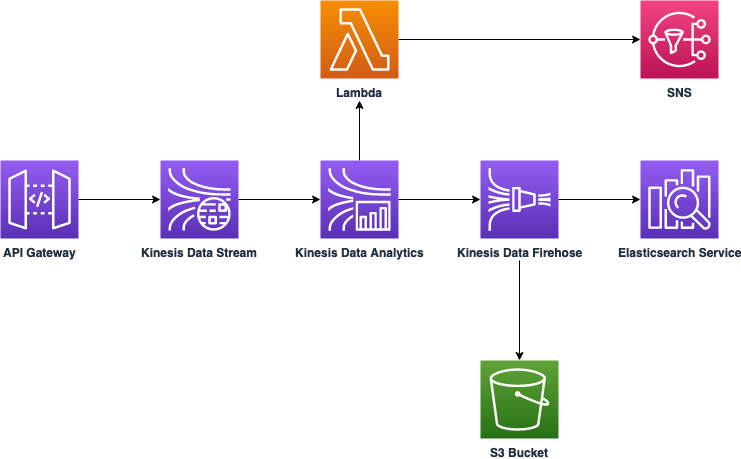 Lambda
SNS
API Gateway
Kinesis Data Stream
Kinesis Data Analytics
Kinesis Data Firehose
Elasticsearch Service
S3 Bucket